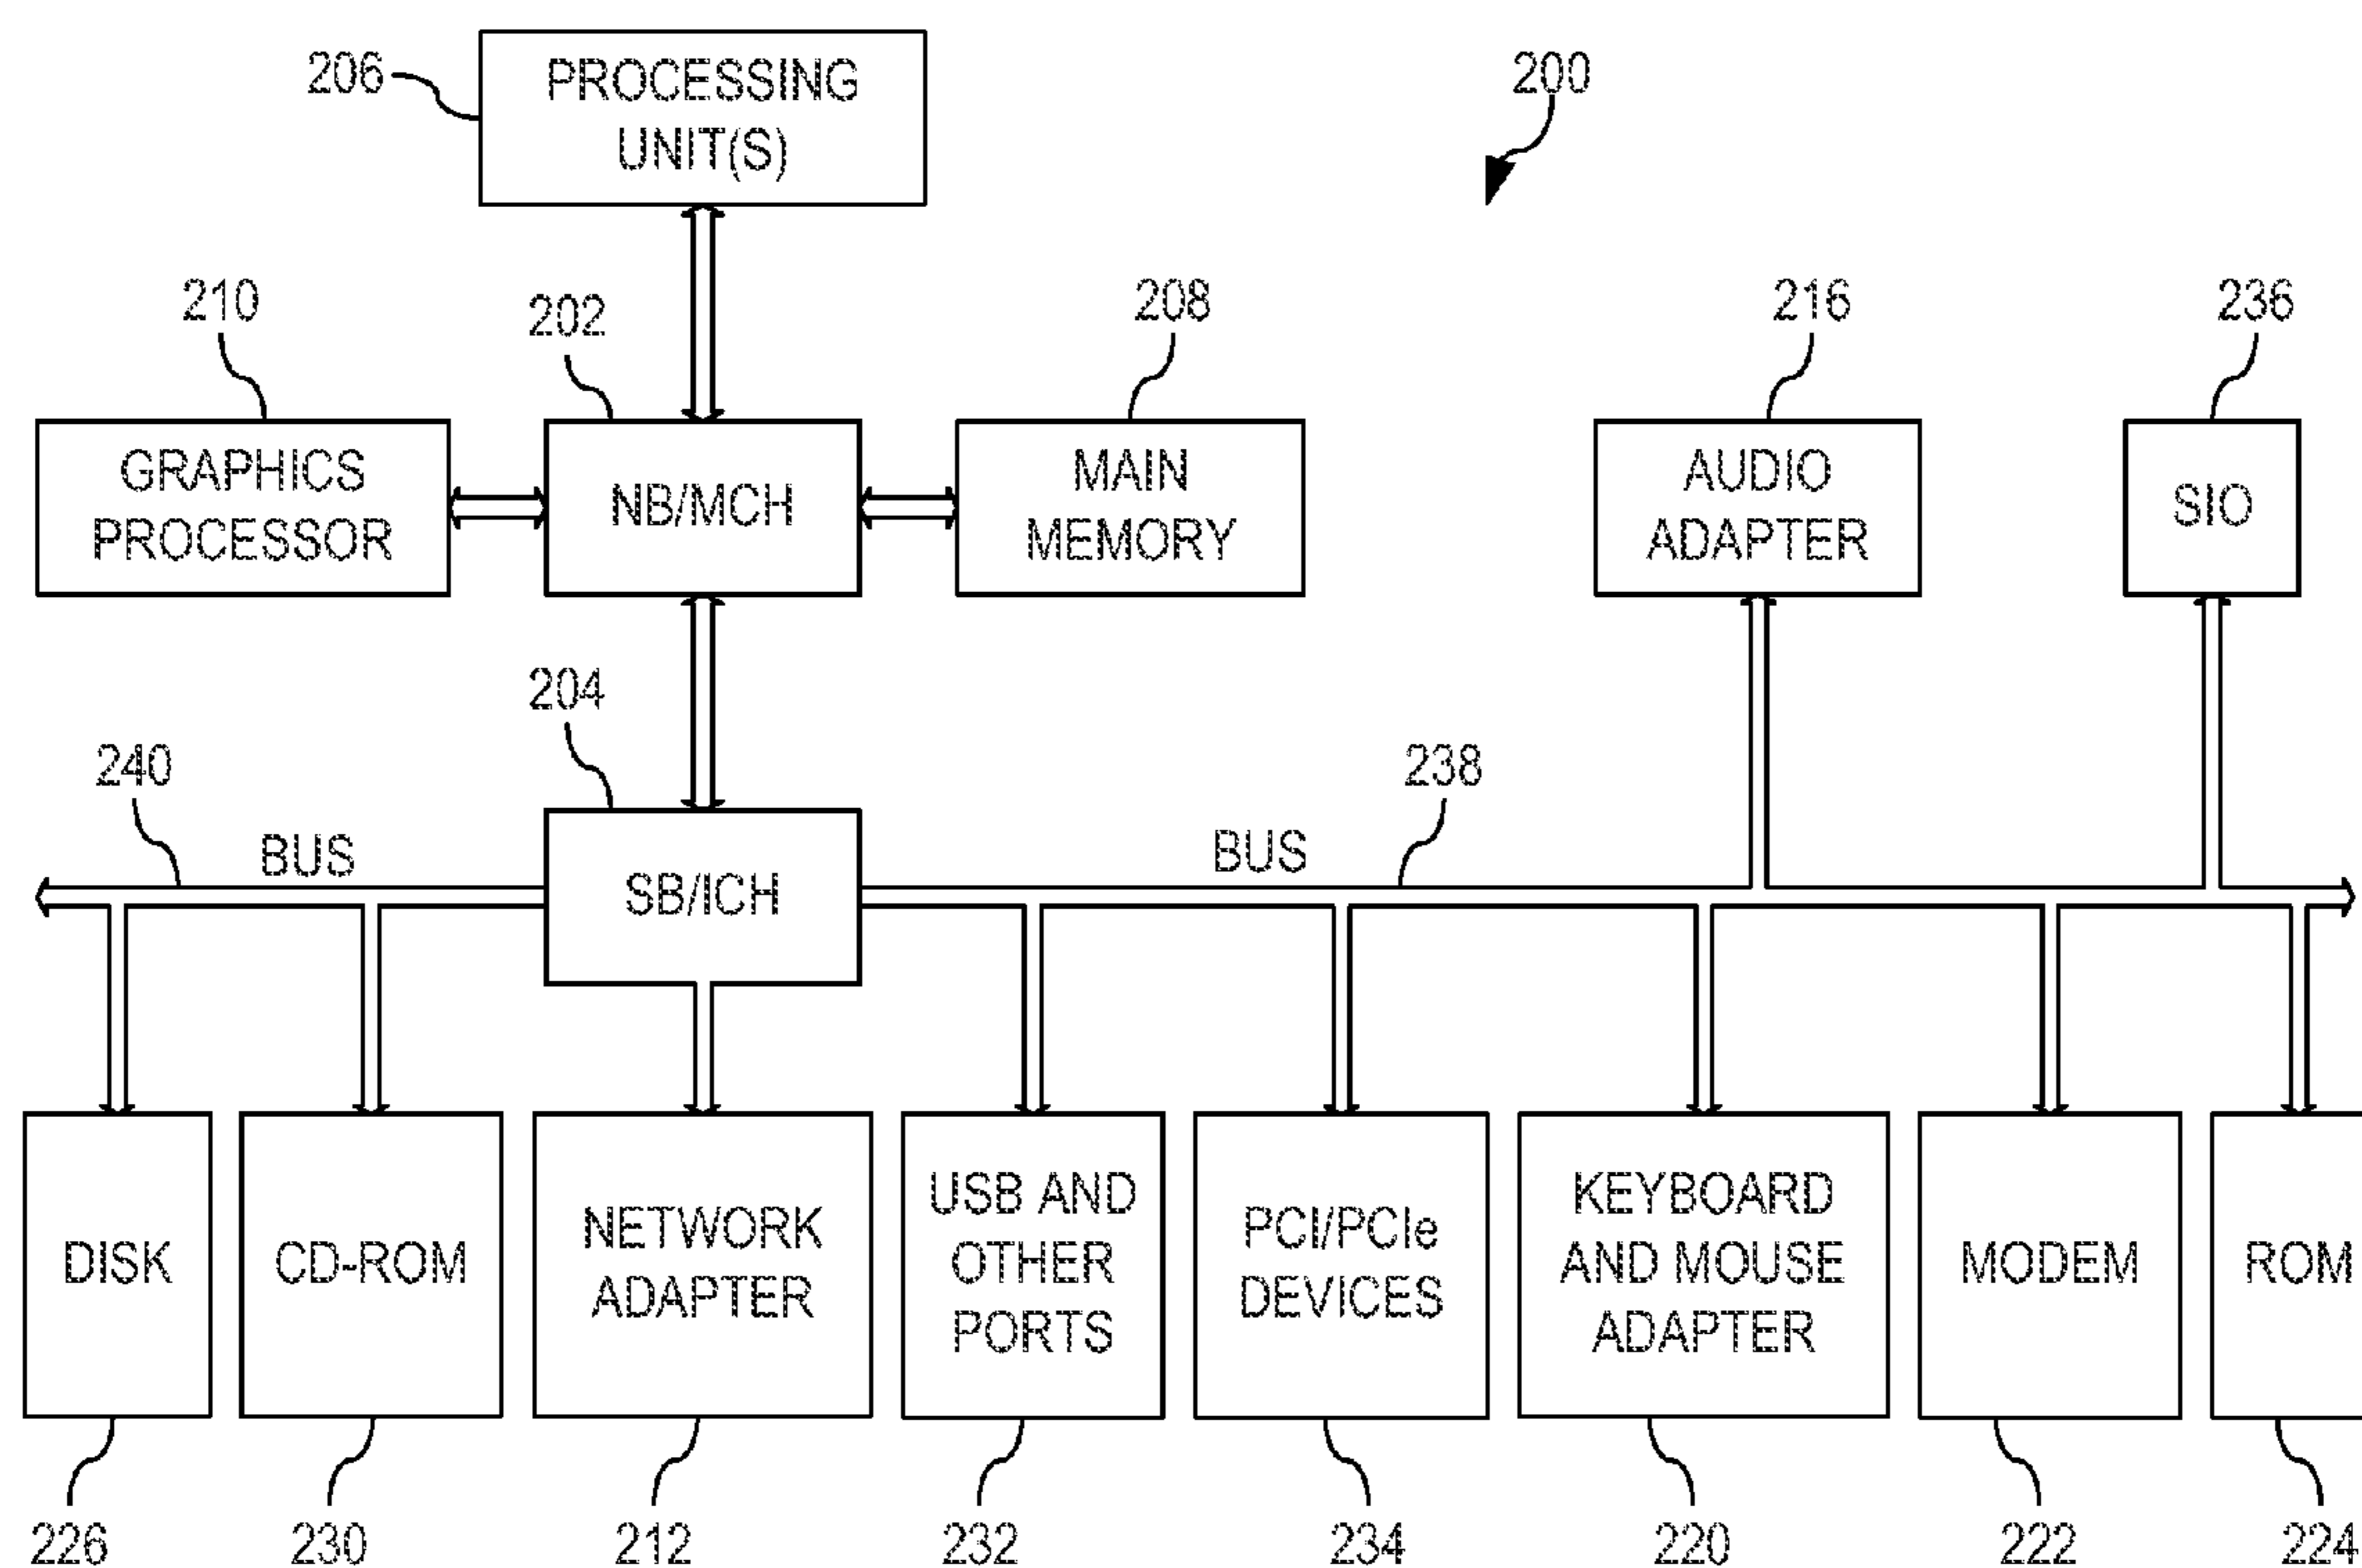 206
PROCESSING
UNIT(S)
200
210
202
208
216
236
GRAPHICS
PROCESSOR
NB/MCH
MAIN
MEMORY
AUDIO
ADAPTER
SIO
204
240
238
BUS
BUS
SB/ICH
DISK
CD-ROM
NETWORK
ADAPTER
USB AND
OTHER
PORTS
PCI/PCIe
DEVICES
KEYBOARD
AND MOUSE
ADAPTER
MODEM
ROM
226
230
212
232
234
220
222
224